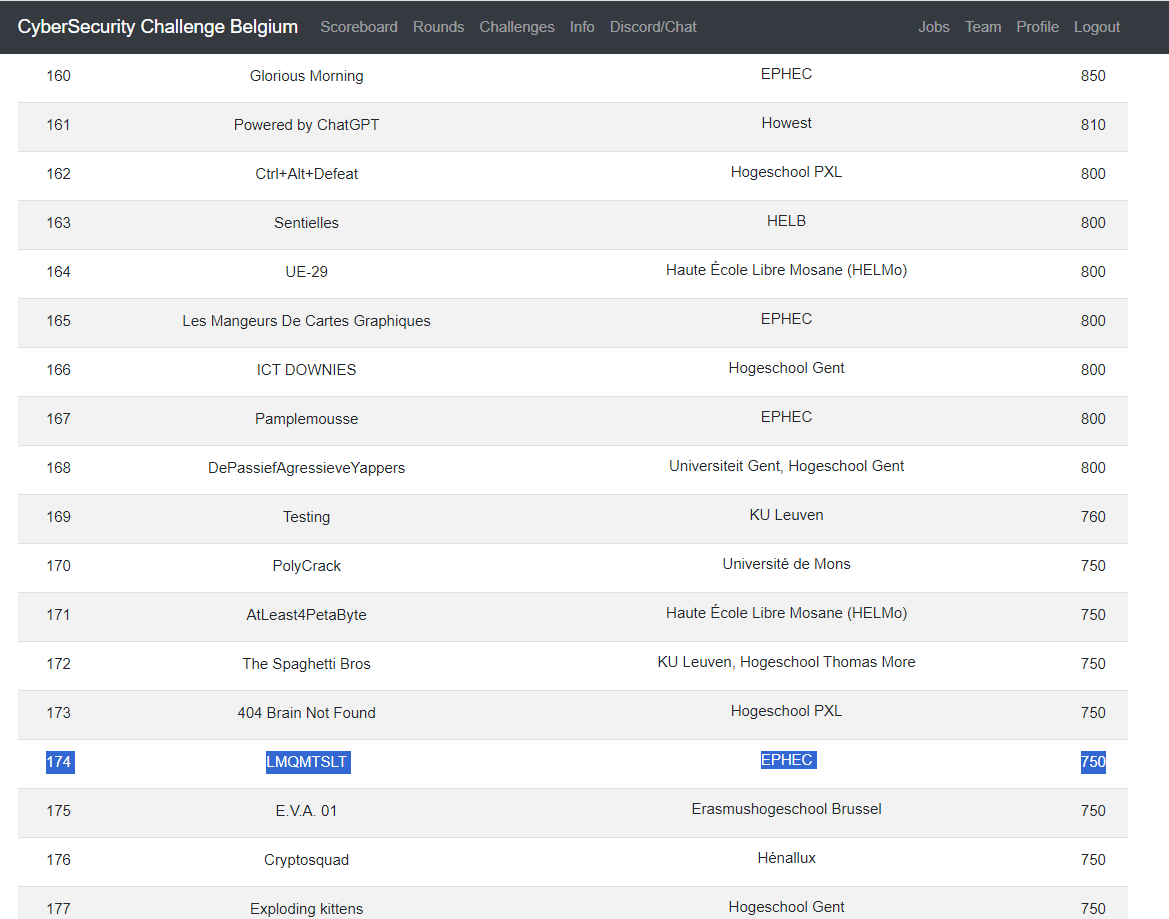 CyberSecurity Challenge Belgium Scoreboard Rounds Challenges Info Discord/Chat Jobs Team Profile Logout
160 Glorious Morning EPHEC 850
161 Powered by ChatGPT Howest 810
162 Ctrl+Alt+Defeat Hogeschool PXL 800
163 Sentielles HELB 800
164 UE-29 Haute École Libre Mosane (HELMo) 800
165 Les Mangeurs De Cartes Graphiques EPHEC 800
166 ICT DOWNIES Hogeschool Gent 800
167 Pamplemousse EPHEC 800
168 DePassiefAgressieveYappers Universiteit Gent, Hogeschool Gent 800
169 Testing KU Leuven 760
170 PolyCrack Université de Mons 750
171 AtLeast4PetaByte Haute École Libre Mosane (HELMo) 750
172 The Spaghetti Bros KU Leuven, Hogeschool Thomas More 750
173 404 Brain Not Found Hogeschool PXL 750
174 LMQMTSLT EPHEC 750
175 E.V.A. 01 Erasmushogeschool Brussel 750
176 Cryptosquad Hénallux 750
177 Exploding kittens Hogeschool Gent 750